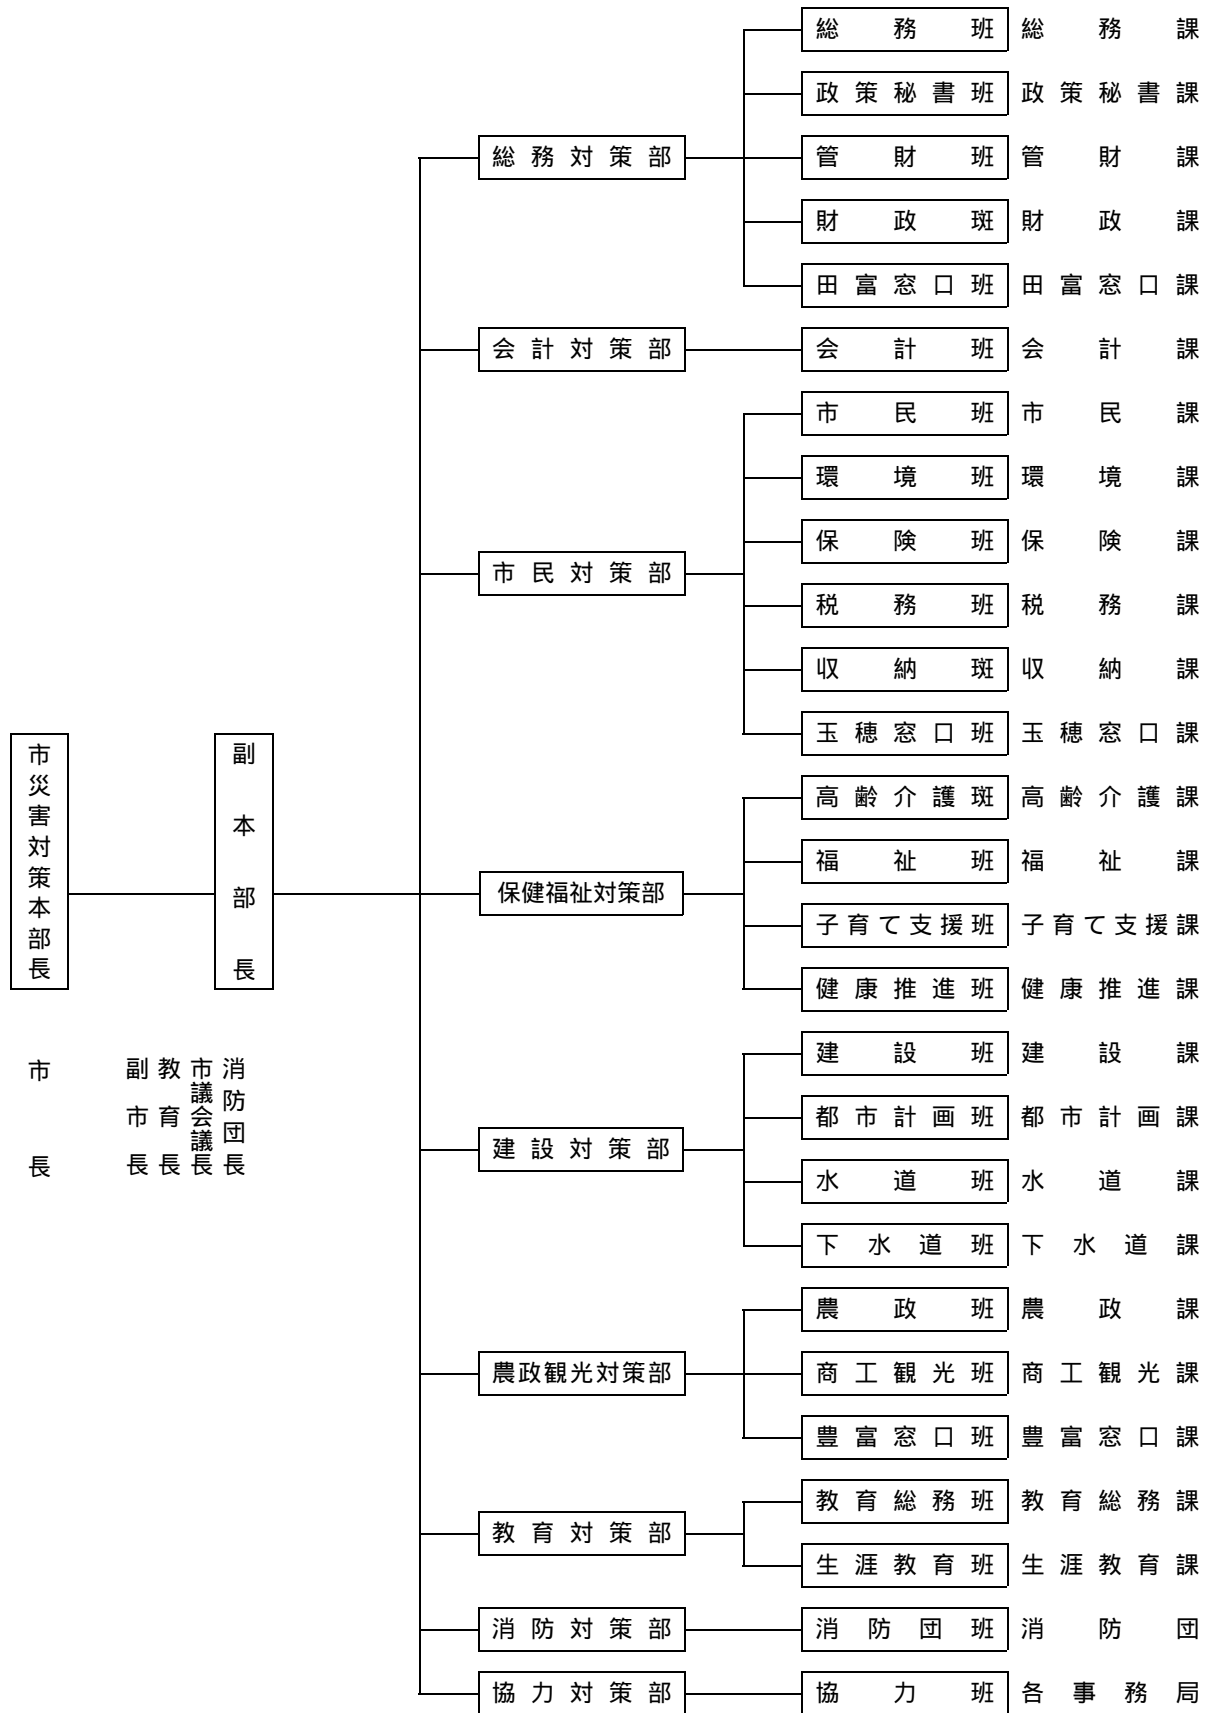 市災害対策本部長
市長
副本部長
副市長
教育長
市議会議長
消防団長
総務対策部
総務班 総務課
政策秘書班 政策秘書課
管財班 管財課
財政斑 財政課
田富窓口班 田富窓口課
会計対策部
会計班 会計課
市民対策部
市民班 市民課
環境班 環境課
保険班 保険課
税務班 税務課
収納斑 収納課
玉穂窓口班 玉穂窓口課
保健福祉対策部
高齢介護斑 高齢介護課
福祉班 福祉課
子育て支援班 子育て支援課
健康推進班 健康推進課
建設対策部
建設班 建設課
都市計画班 都市計画課
水道班 水道課
下水道班 下水道課
農政観光対策部
農政班 農政課
商工観光班 商工観光課
豊富窓口班 豊富窓口課
教育対策部
教育総務班 教育総務課
生涯教育班 生涯教育課
消防対策部
消防団班 消防団
協力対策部
協力班 各事務局